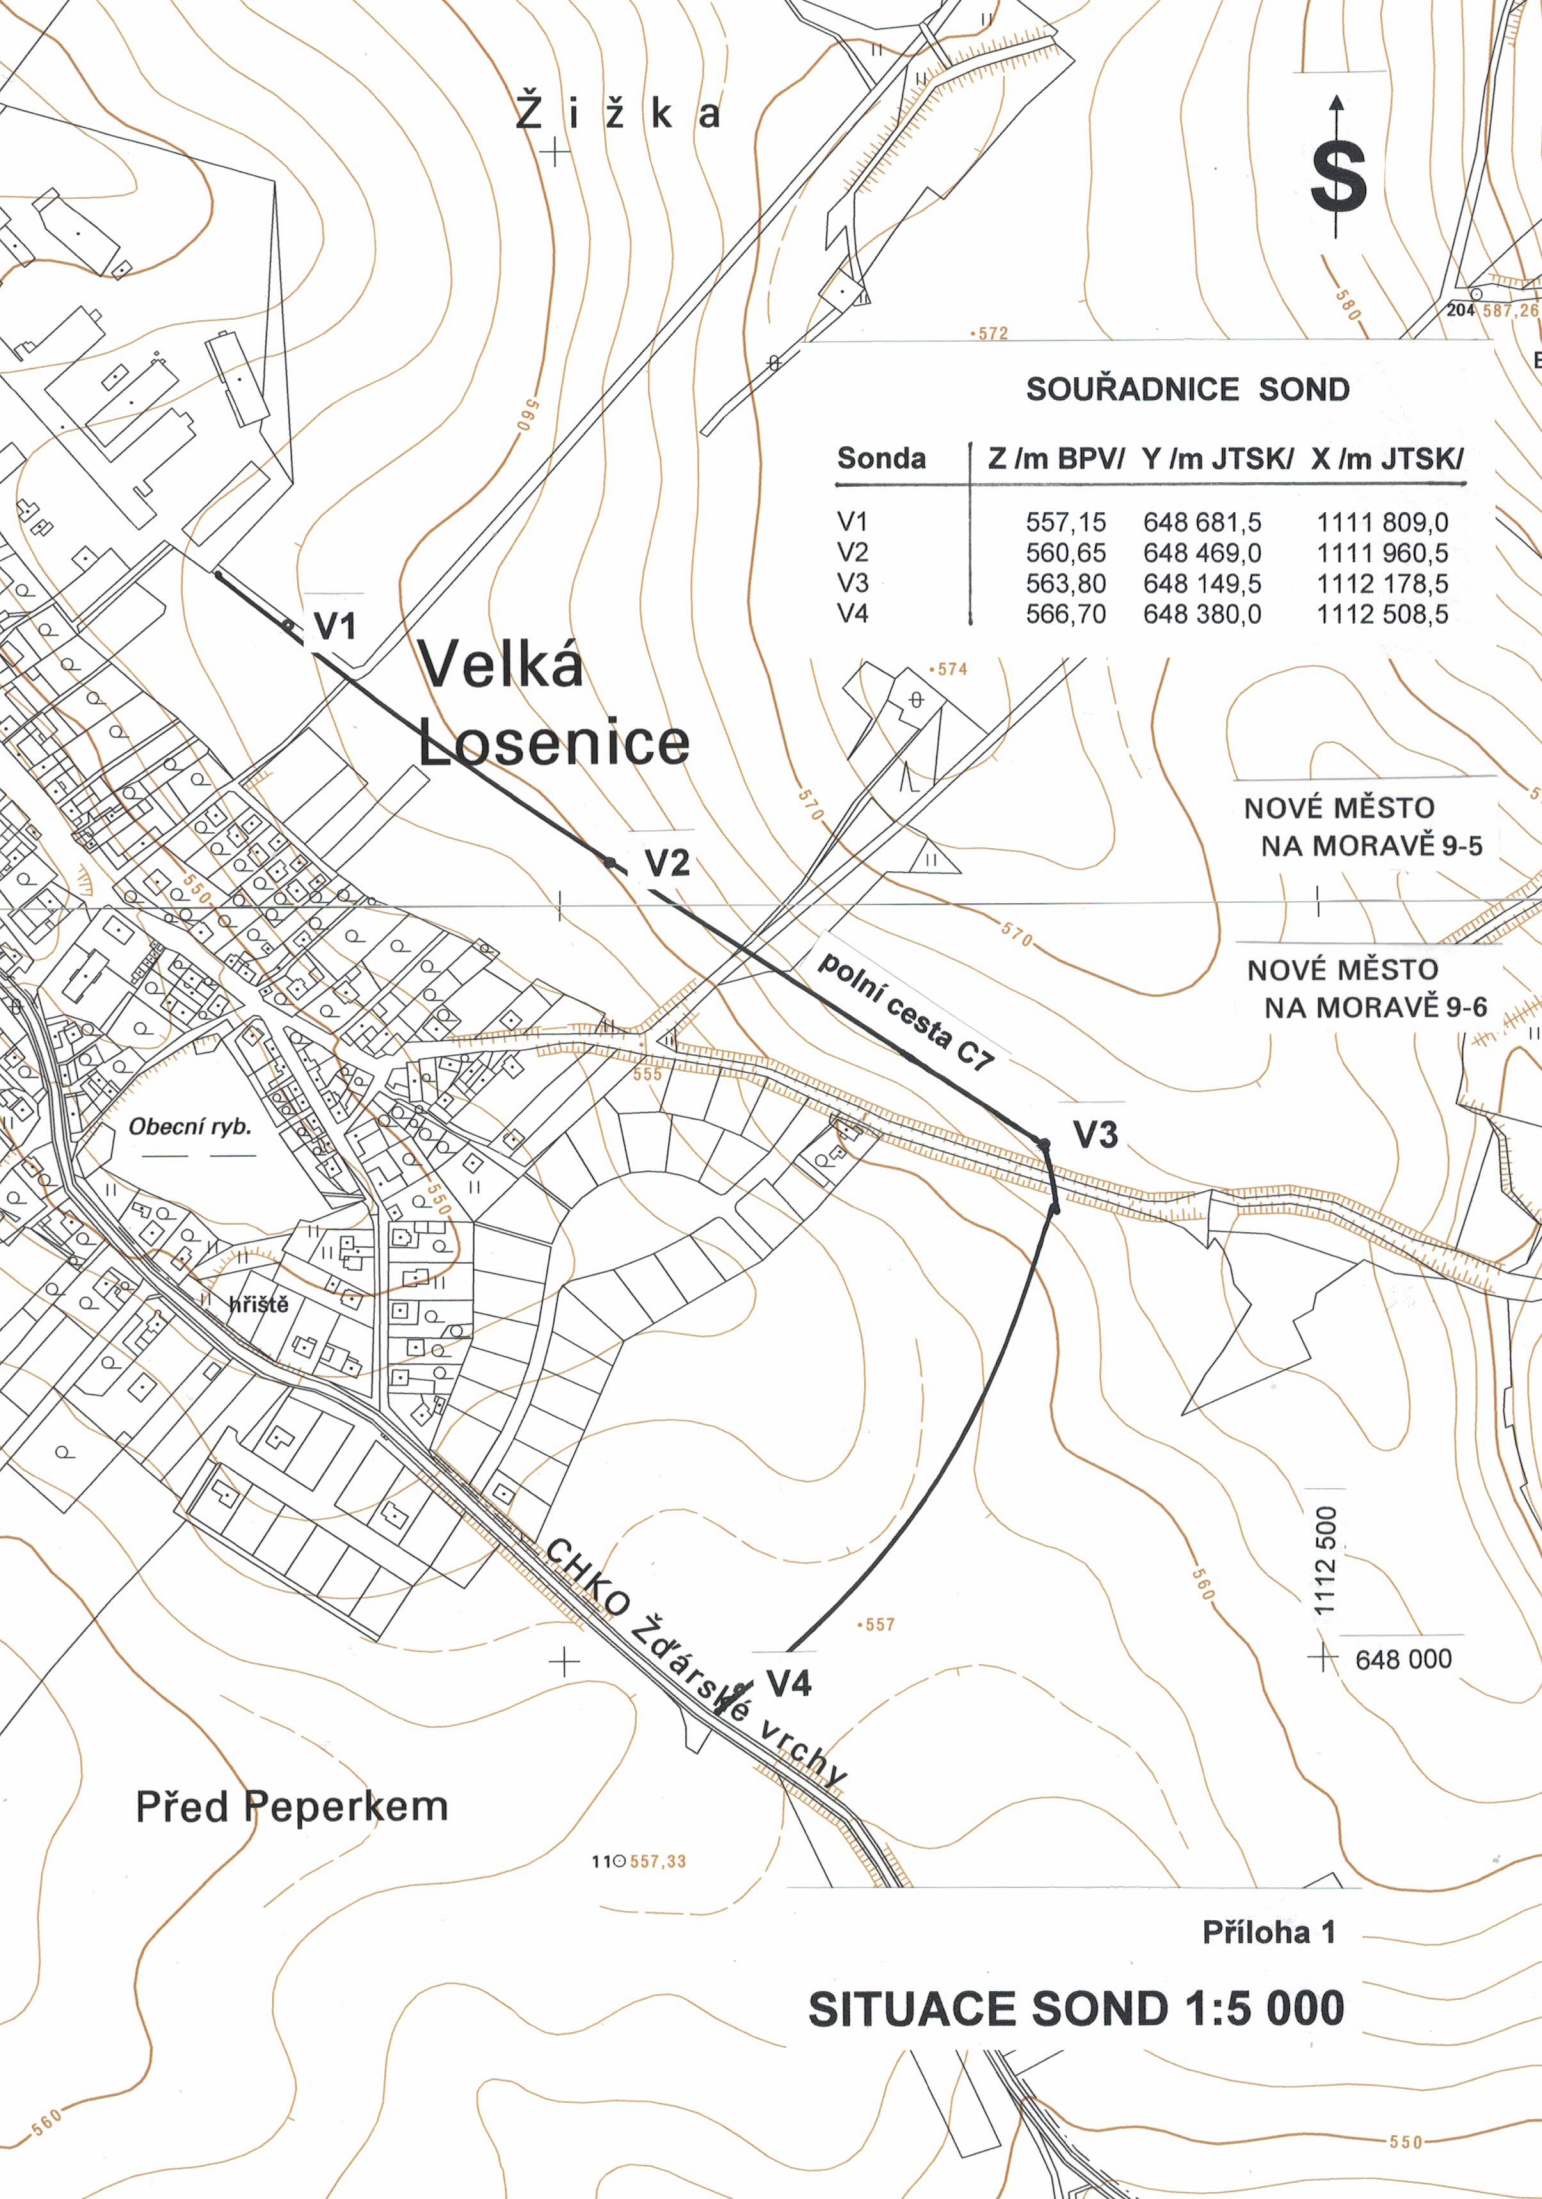 Žižka
S
580
204 587,26
572
560
SOUŘADNICE SOND
Sonda Z /m BPV/ Y /m JTSK/ X /m JTSK/
V1 557,15 648 681,5 1111 809,0
V2 560,65 648 469,0 1111 960,5
V3 563,80 648 149,5 1112 178,5
V4 566,70 648 380,0 1112 508,5
V1
Velká
Losenice
574
570
NOVÉ MĚSTO
NA MORAVĚ 9-5
V2
550
570
NOVÉ MĚSTO
NA MORAVĚ 9-6
polní cesta C7
555
Obecní ryb.
V3
550
hřiště
1112 500
648 000
CHKO Žďárské vrchy
560
557
V4
Před Peperkem
11 557,33
Příloha 1
SITUACE SOND 1:5 000
560
550